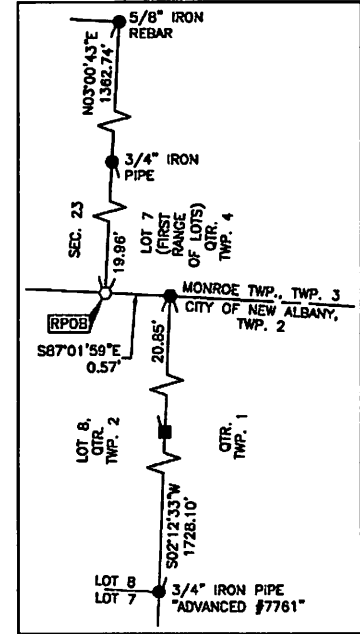 5/8" IRON
REBAR
N03°00'43"E
1362.74'
3/4" IRON
PIPE
SEC. 23
LOT 7
(FIRST
RANGE
OF LOTS)
QTR.
TWP. 4
19.96'
RPOB
MONROE TWP., TWP. 3
CITY OF NEW ALBANY,
TWP. 2
S87°01'59"E
0.57'
20.85'
LOT 8,
QTR.
TWP. 2
QTR.
TWP. 1
S02°12'33"W
1728.10'
LOT 8
LOT 7
3/4" IRON PIPE
"ADVANCED #7761"